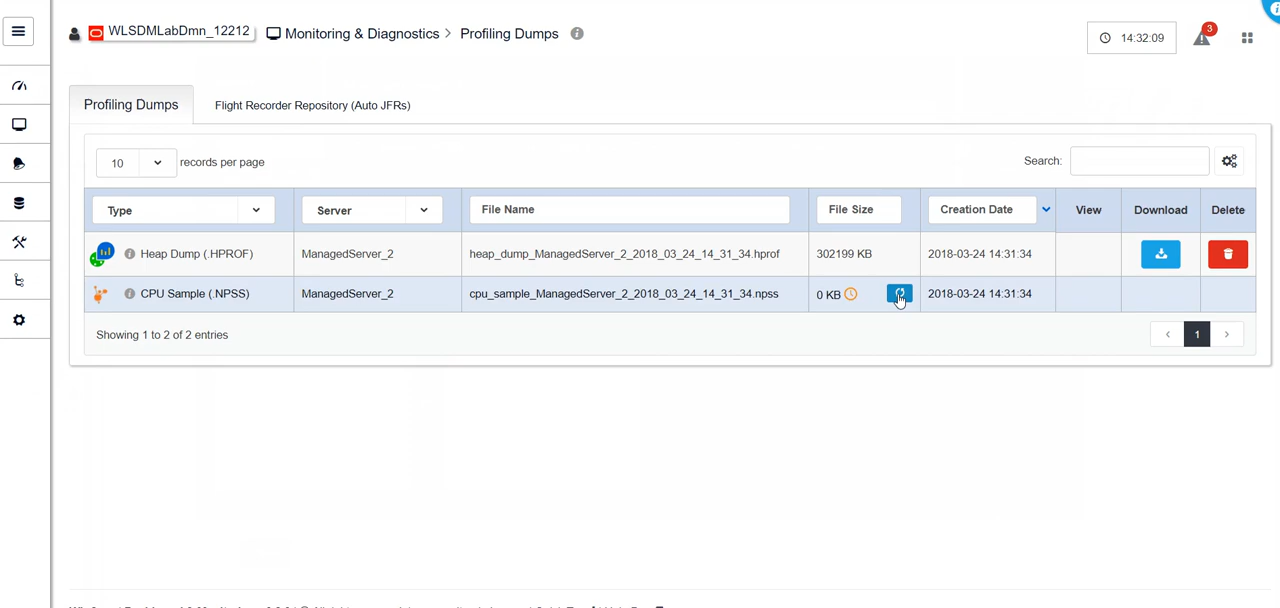 WLSDMLabDmn_12212 Monitoring & Diagnostics > Profiling Dumps
14:32:09 3
Profiling Dumps Flight Recorder Repository (Auto JFRs)
10 records per page Search:
Type Server File Name File Size Creation Date View Download Delete
Heap Dump (.HPROF) ManagedServer_2 heap_dump_ManagedServer_2_2018_03_24_14_31_34.hprof 302199 KB 2018-03-24 14:31:34
CPU Sample (.NPSS) ManagedServer_2 cpu_sample_ManagedServer_2_2018_03_24_14_31_34.npss 0 KB 2018-03-24 14:31:34
Showing 1 to 2 of 2 entries ‹ 1 ›